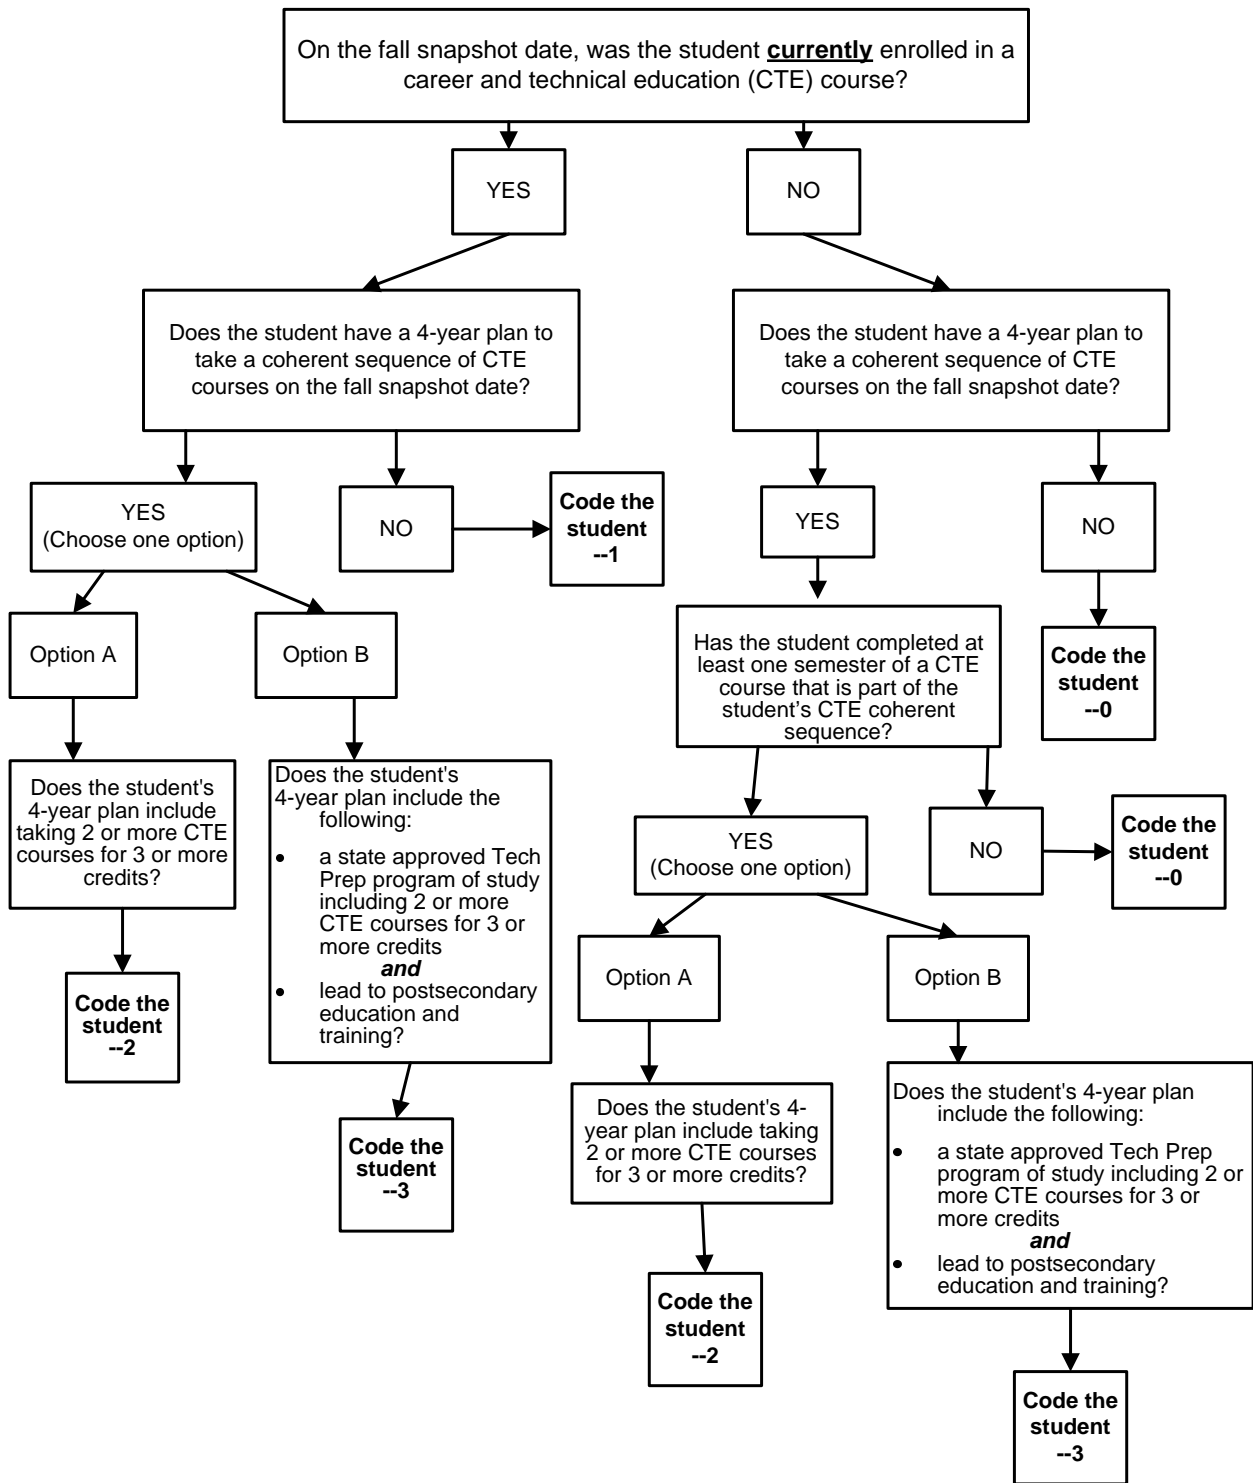 On the fall snapshot date, was the student currently enrolled in a
career and technical education (CTE) course?
YES
NO
Does the student have a 4-year plan to
take a coherent sequence of CTE
courses on the fall snapshot date?
Does the student have a 4-year plan to
take a coherent sequence of CTE
courses on the fall snapshot date?
YES
(Choose one option)
NO
Code the
student
--1
YES
NO
Option A
Option B
Has the student completed at
least one semester of a CTE
course that is part of the
student’s CTE coherent
sequence?
Code the
student
--0
Does the student's
4-year plan include
taking 2 or more CTE
courses for 3 or more
credits?
Does the student's
4-year plan include the
following:
• a state approved Tech
Prep program of study
including 2 or more
CTE courses for 3 or
more credits
and
• lead to postsecondary
education and
training?
YES
(Choose one option)
NO
Code the
student
--0
Code the
student
--2
Option A
Option B
Code the
student
--3
Does the student's 4-
year plan include taking
2 or more CTE courses
for 3 or more credits?
Does the student's 4-year plan
include the following:
• a state approved Tech Prep
program of study including 2 or
more CTE courses for 3 or
more credits
and
• lead to postsecondary
education and training?
Code the
student
--2
Code the
student
--3